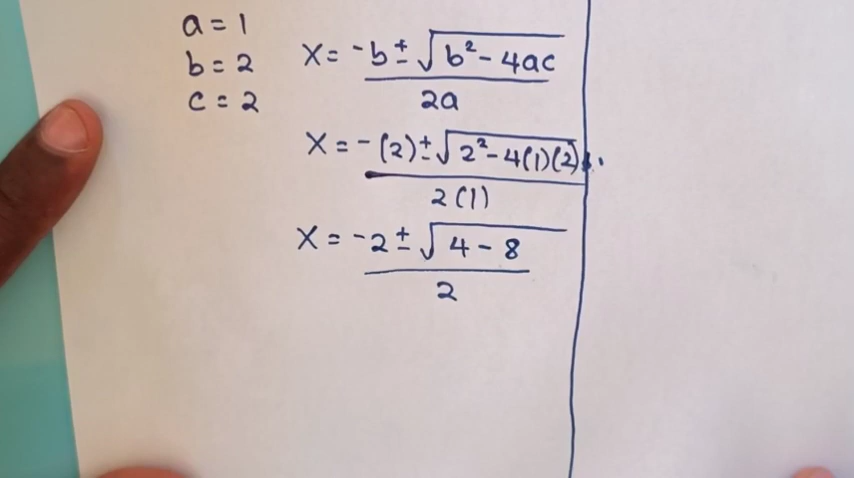 a = 1
b = 2
c = 2
X = -b ± √b² - 4ac
2a
X = -(2) ± √2² - 4(1)(2)
2(1)
X = -2 ± √4 - 8
2